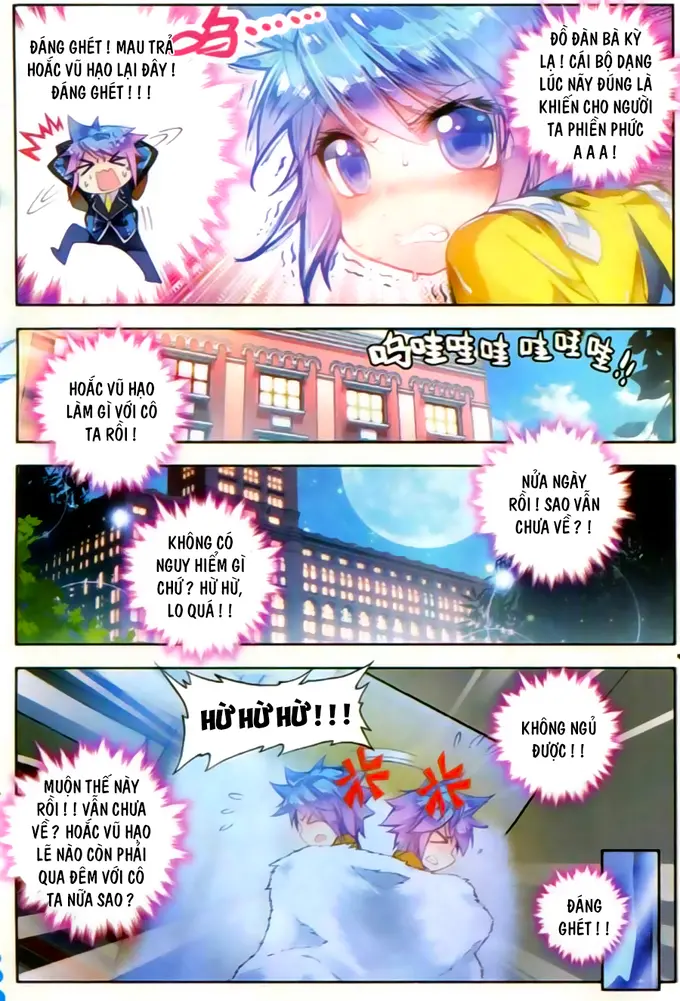 ĐÁNG GHÉT! MAU TRẢ
HOẮC VŨ HẠO LẠI ĐÂY!
ĐÁNG GHÉT!!!
呜……
ĐỒ ĐÀN BÀ KỲ
LẠ! CÁI BỘ DẠNG
LÚC NÃY ĐÚNG LÀ
KHIẾN CHO NGƯỜI
TA PHIỀN PHỨC
A A A!
呜哇哇哇哇哇哇!!
HOẮC VŨ HẠO
LÀM GÌ VỚI CÔ
TA RỒI!
NỬA NGÀY
RỒI! SAO VẪN
CHƯA VỀ?!
KHÔNG CÓ
NGUY HIỂM GÌ
CHỨ? HỪ HỪ,
LO QUÁ!!
HỪ HỪ HỪ!!!
KHÔNG NGỦ
ĐƯỢC!!
MUỘN THẾ NÀY
RỒI!! VẪN CHƯA
VỀ? HOẮC VŨ HẠO
LẼ NÀO CÒN PHẢI
QUA ĐÊM VỚI CÔ
TA NỮA SAO?
ĐÁNG
GHÉT!!